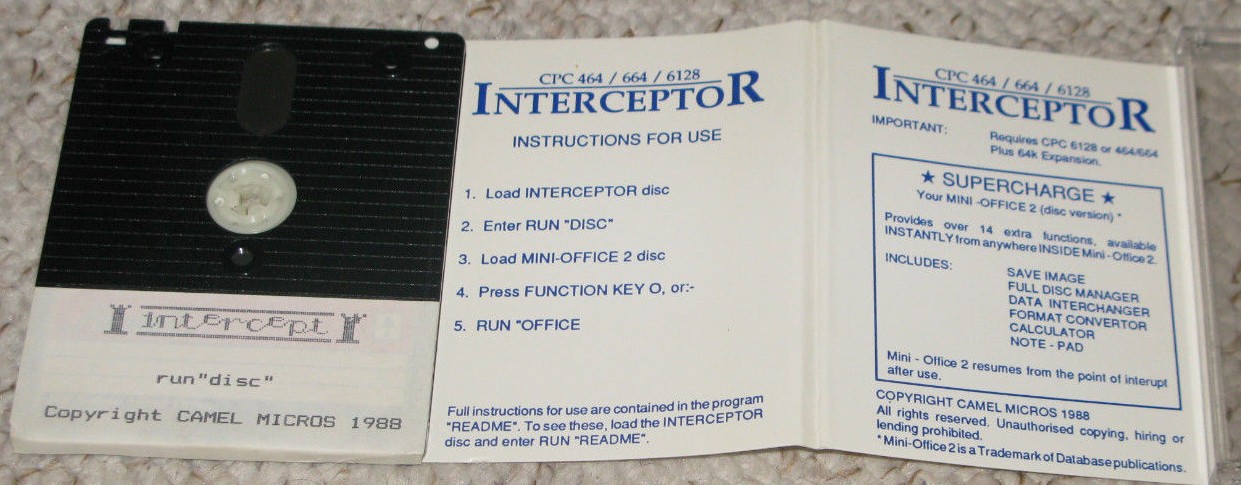 intercept
run"disc"
Copyright CAMEL MICROS 1988
CPC 464 / 664 / 6128
INTERCEPTOR
INSTRUCTIONS FOR USE
1. Load INTERCEPTOR disc
2. Enter RUN "DISC"
3. Load MINI-OFFICE 2 disc
4. Press FUNCTION KEY O, or:-
5. RUN "OFFICE
Full instructions for use are contained in the program
"README". To see these, load the INTERCEPTOR
disc and enter RUN "README".
CPC 464 / 664 / 6128
INTERCEPTOR
IMPORTANT: Requires CPC 6128 or 464/664
Plus 64k Expansion.
★ SUPERCHARGE ★
Your MINI -OFFICE 2 (disc version) *
Provides over 14 extra functions, available
INSTANTLY from anywhere INSIDE Mini - Office 2.
INCLUDES: SAVE IMAGE
FULL DISC MANAGER
DATA INTERCHANGER
FORMAT CONVERTOR
CALCULATOR
NOTE - PAD
Mini - Office 2 resumes from the point of interupt
after use.
COPYRIGHT CAMEL MICROS 1988
All rights reserved. Unauthorised copying, hiring or
lending prohibited.
*Mini-Office 2 is a Trademark of Database publications.